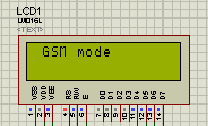 LCD1
LM016L
<TEXT>
GSM mode
VSS
VDD
VEE
RS
RW
E
D0
D1
D2
D3
D4
D5
D6
D7
1
2
3
4
5
6
7
8
9
10
11
12
13
14